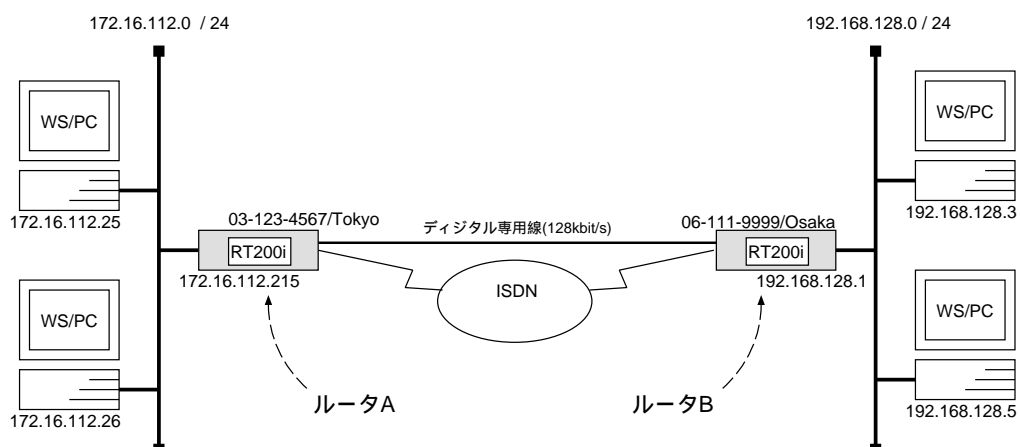 172.16.112.0 / 24
192.168.128.0 / 24
WS/PC
WS/PC
172.16.112.25
192.168.128.3
03-123-4567/Tokyo
ディジタル専用線(128kbit/s)
06-111-9999/Osaka
RT200i
RT200i
172.16.112.215
ISDN
192.168.128.1
WS/PC
WS/PC
ルータA
ルータB
172.16.112.26
192.168.128.5